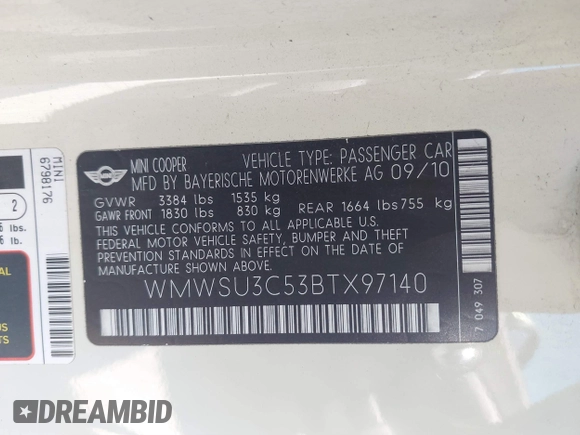 MINI COOPER
VEHICLE TYPE: PASSENGER CAR
MFD BY BAYERISCHE MOTORENWERKE AG 09/10
GVWR 3384 lbs 1535 kg
GAWR FRONT 1830 lbs 830 kg REAR 1664 lbs 755 kg
THIS VEHICLE CONFORMS TO ALL APPLICABLE U.S.
FEDERAL MOTOR VEHICLE SAFETY, BUMPER AND THEFT
PREVENTION STANDARDS IN EFFECT ON THE DATE OF
MANUFACTURE SHOWN ABOVE.
WMWSU3C53BTX97140
7 049 307
MINI
6798176
2
lb.
DREAMBID